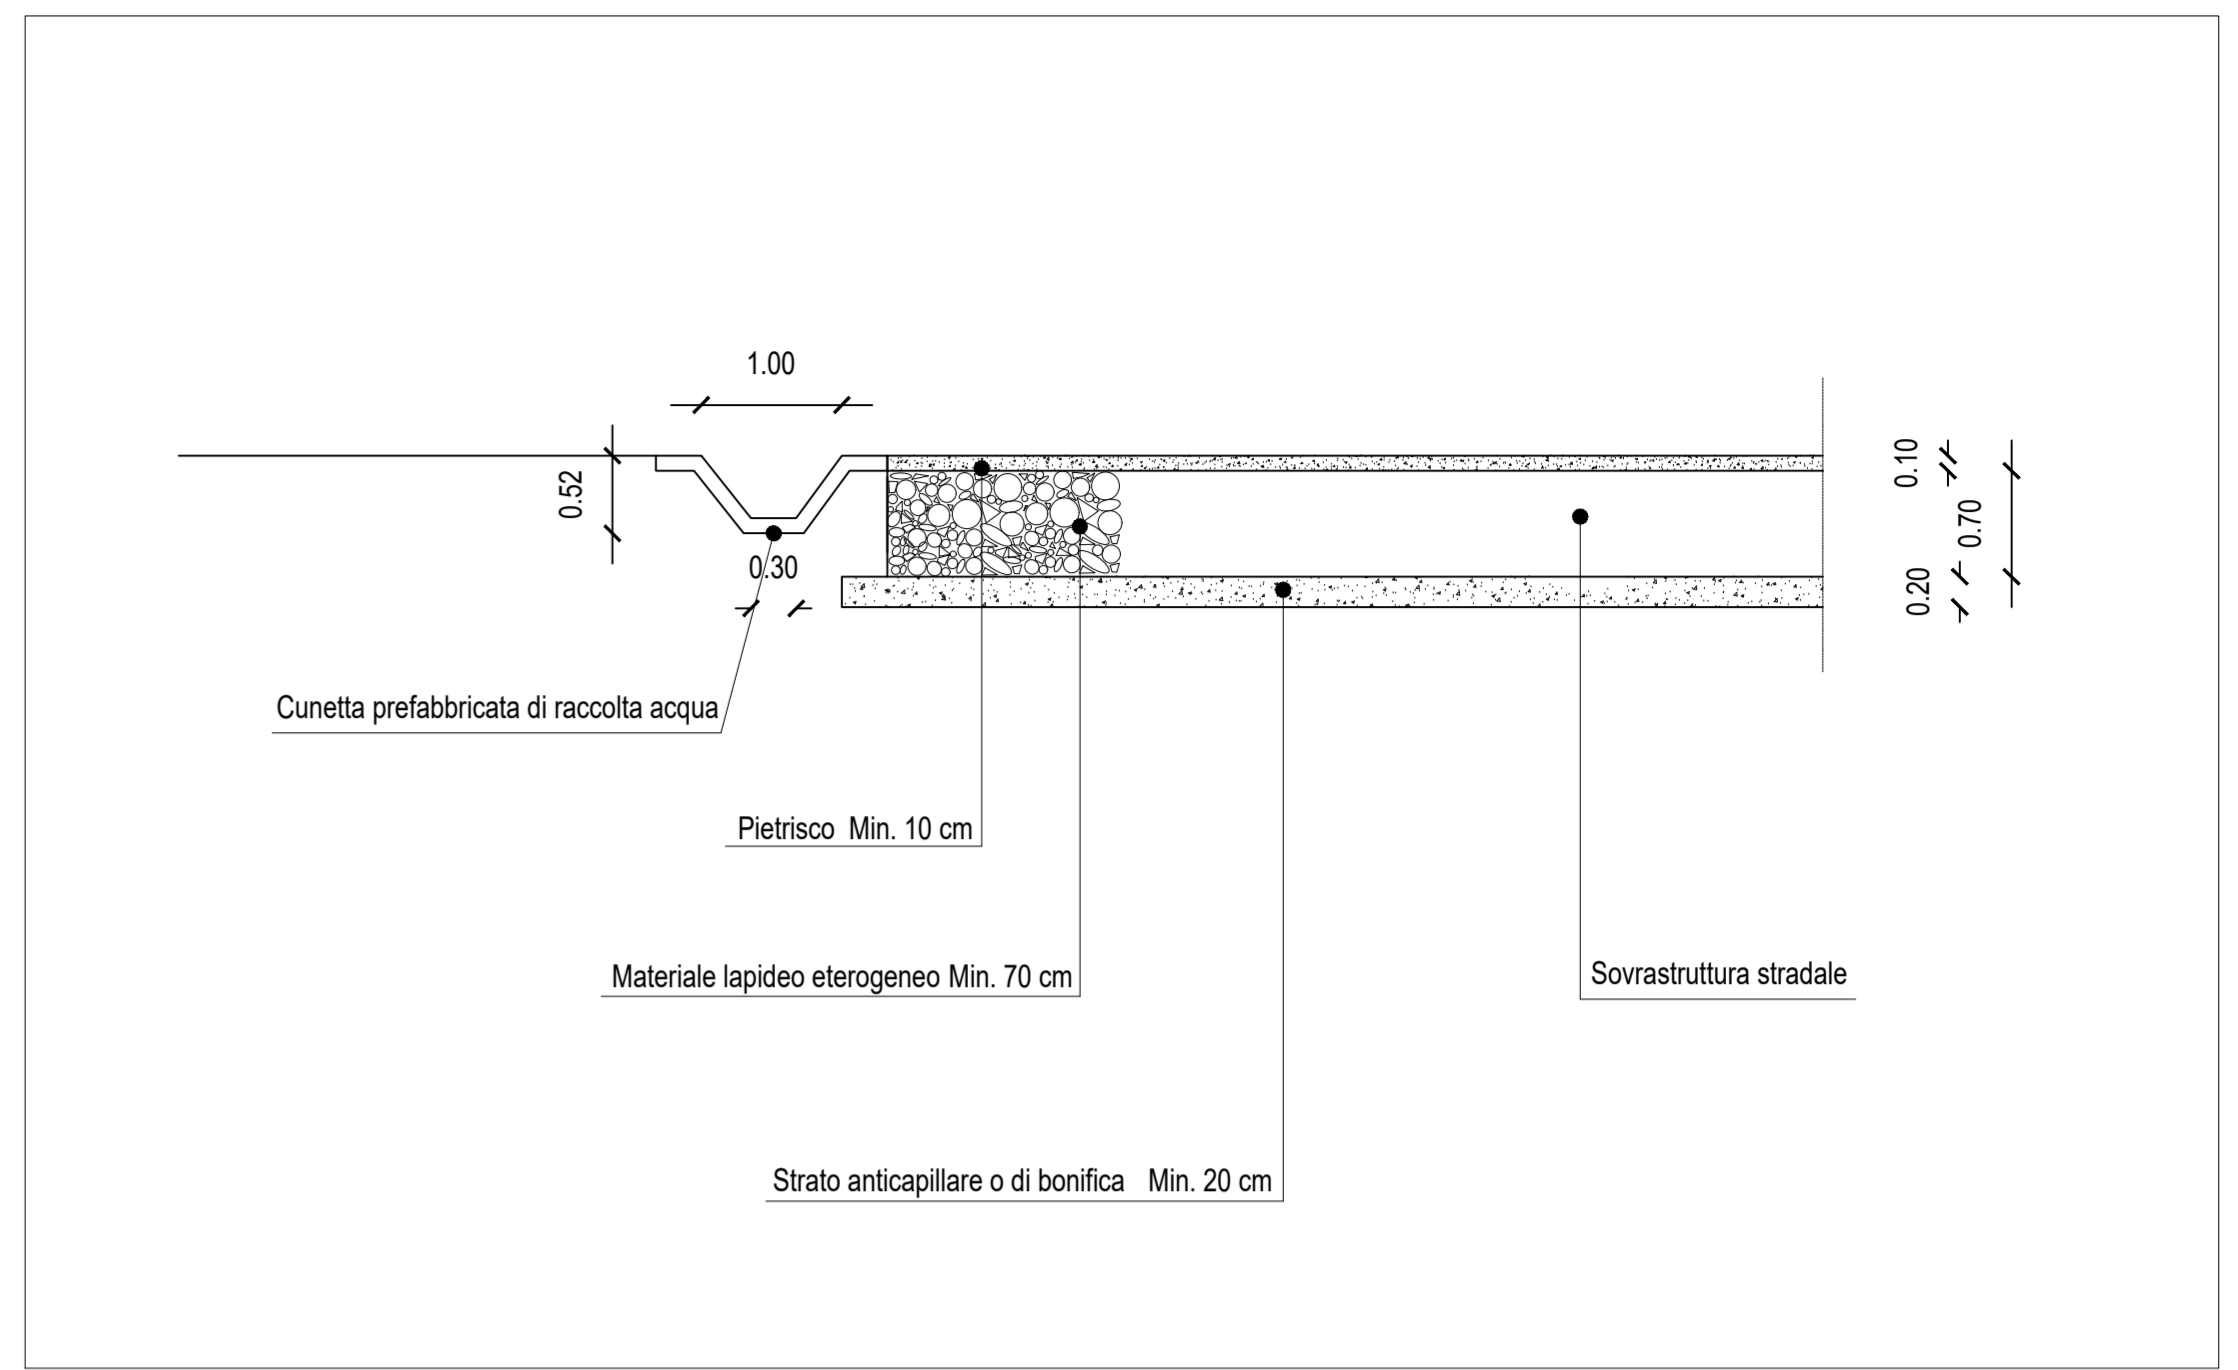 1.00
0.52
0.30
0.10
0.70
0.20
Cunetta prefabbricata di raccolta acqua
Pietrisco Min. 10 cm
Materiale lapideo eterogeneo Min. 70 cm
Sovrastruttura stradale
Strato anticapillare o di bonifica Min. 20 cm